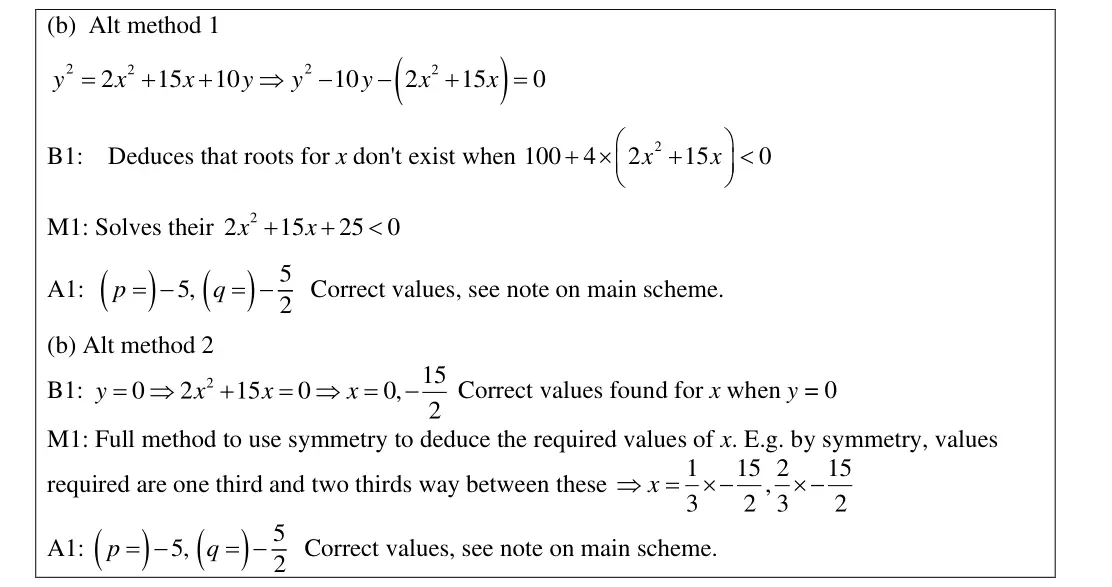 (b)  Alt method 1
y² = 2x² + 15x + 10y ⇒ y² − 10y − (2x² + 15x) = 0
B1:   Deduces that roots for x don't exist when 100 + 4 × (2x² + 15x) < 0
M1: Solves their 2x² + 15x + 25 < 0
A1: (p =) − 5, (q =) − 5/2  Correct values, see note on main scheme.
(b) Alt method 2
B1: y = 0 ⇒ 2x² + 15x = 0 ⇒ x = 0, − 15/2  Correct values found for x when y = 0
M1: Full method to use symmetry to deduce the required values of x. E.g. by symmetry, values
required are one third and two thirds way between these ⇒ x = 1/3 × − 15/2, 2/3 × − 15/2
A1: (p =) − 5, (q =) − 5/2  Correct values, see note on main scheme.